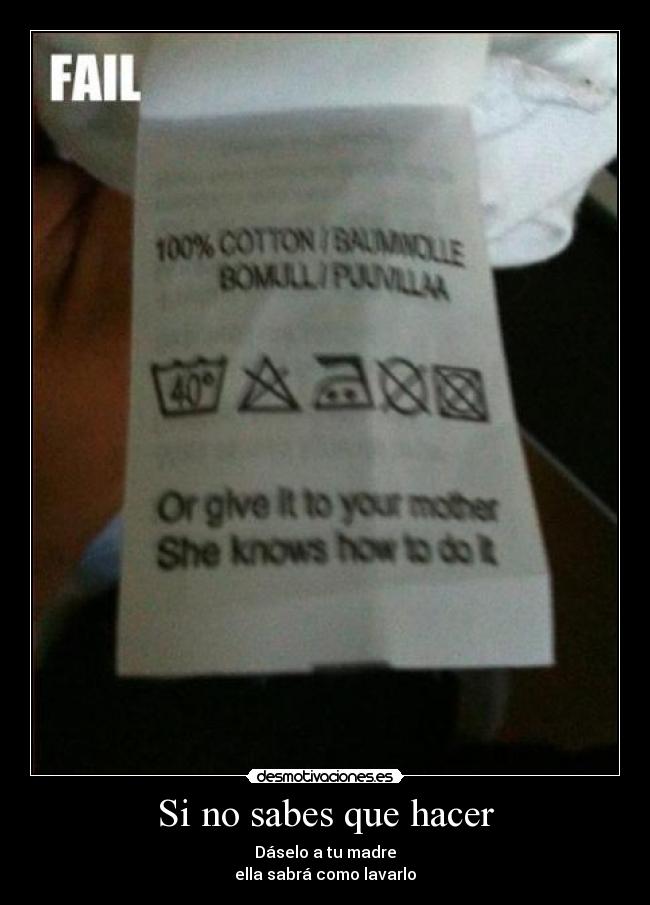 FAIL
100% COTTON / BAUMWOLLE
BOMULL / PUUVILLAA
40°
Or give it to your mother
She knows how to do it
desmotivaciones.es
Si no sabes que hacer
Dáselo a tu madre
ella sabrá como lavarlo